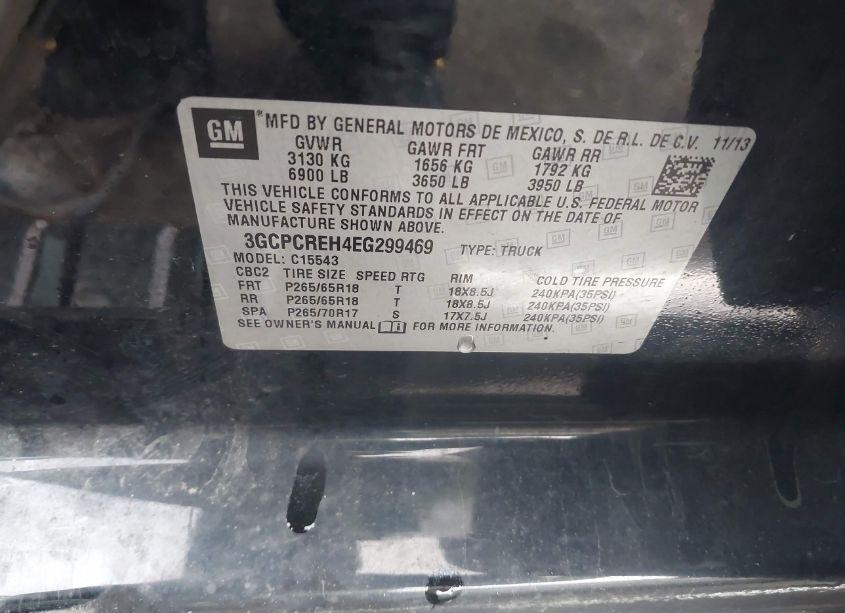 GM ® MFD BY GENERAL MOTORS DE MEXICO, S. DE R.L. DE C.V. 11/13
GVWR GAWR FRT GAWR RR
3130 KG 1656 KG 1792 KG
6900 LB 3650 LB 3950 LB
THIS VEHICLE CONFORMS TO ALL APPLICABLE U.S. FEDERAL MOTOR
VEHICLE SAFETY STANDARDS IN EFFECT ON THE DATE OF
MANUFACTURE SHOWN ABOVE.
3GCPCREH4EG299469 TYPE: TRUCK
MODEL: C15543
CBC2 TIRE SIZE SPEED RTG RIM COLD TIRE PRESSURE
FRT P265/65R18 T 18X8.5J 240KPA(35PSI)
RR P265/65R18 T 18X8.5J 240KPA(35PSI)
SPA P265/70R17 S 17X7.5J 240KPA(35PSI)
SEE OWNER'S MANUAL FOR MORE INFORMATION.